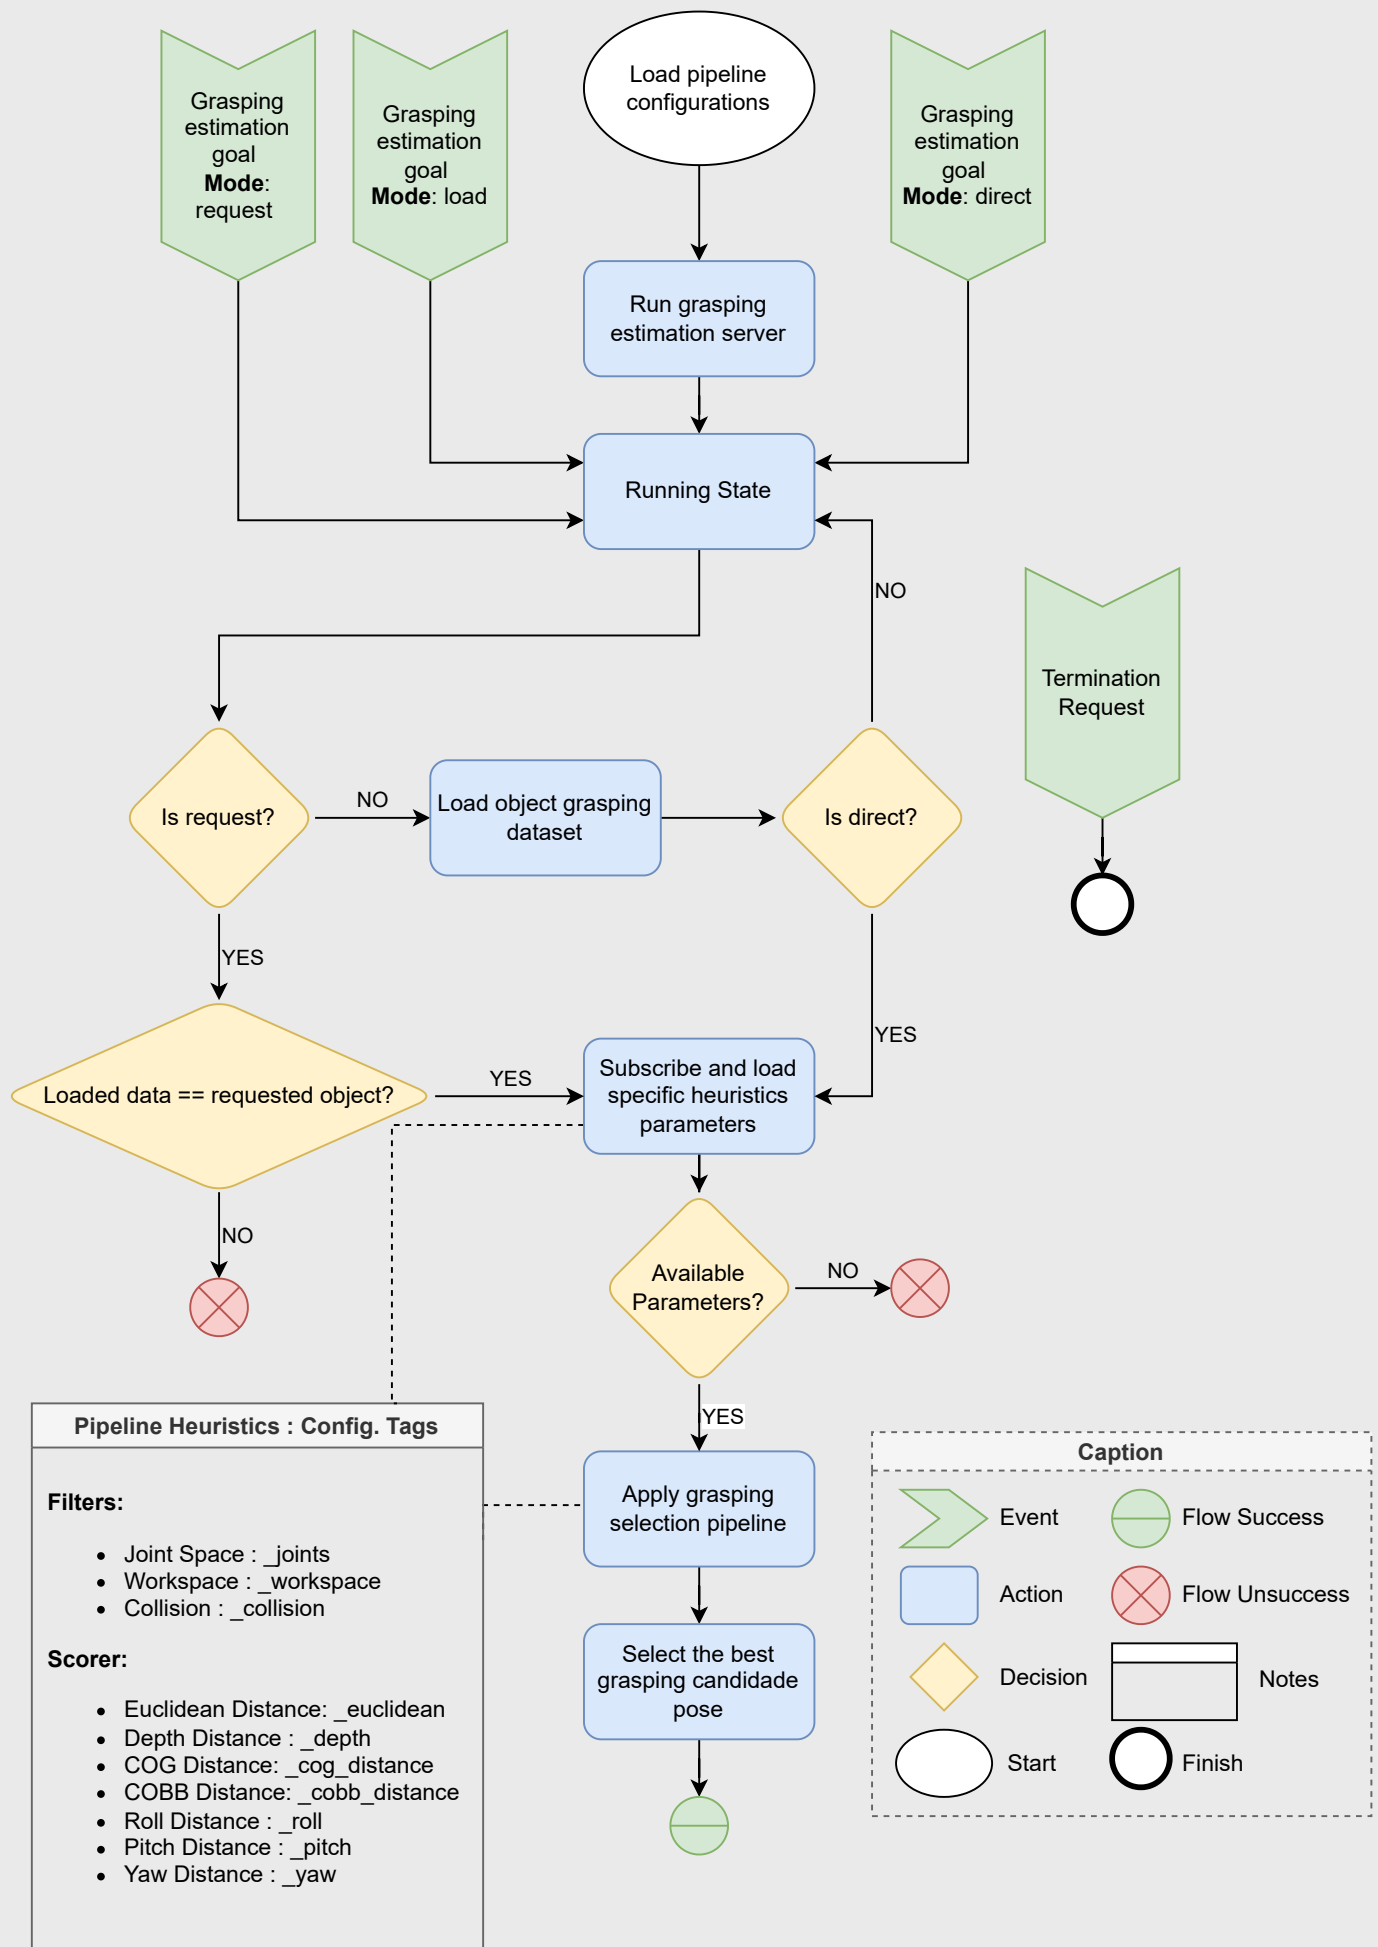 Grasping
estimation
goal
Mode:
request
Grasping
estimation
goal
Mode: load
Load pipeline
configurations
Grasping
estimation
goal
Mode: direct
Run grasping
estimation server
Running State
NO
Termination
Request
Is request?
NO
Load object grasping
dataset
Is direct?
YES
YES
Loaded data == requested object?
YES
Subscribe and load
specific heuristics
parameters
NO
Available
Parameters?
NO
YES
Pipeline Heuristics : Config. Tags
Filters:
• Joint Space : _joints
• Workspace : _workspace
• Collision : _collision
Scorer:
• Euclidean Distance: _euclidean
• Depth Distance : _depth
• COG Distance: _cog_distance
• COBB Distance: _cobb_distance
• Roll Distance : _roll
• Pitch Distance : _pitch
• Yaw Distance : _yaw
Apply grasping
selection pipeline
Select the best
grasping candidade
pose
Caption
Event
Flow Success
Action
Flow Unsuccess
Decision
Notes
Start
Finish